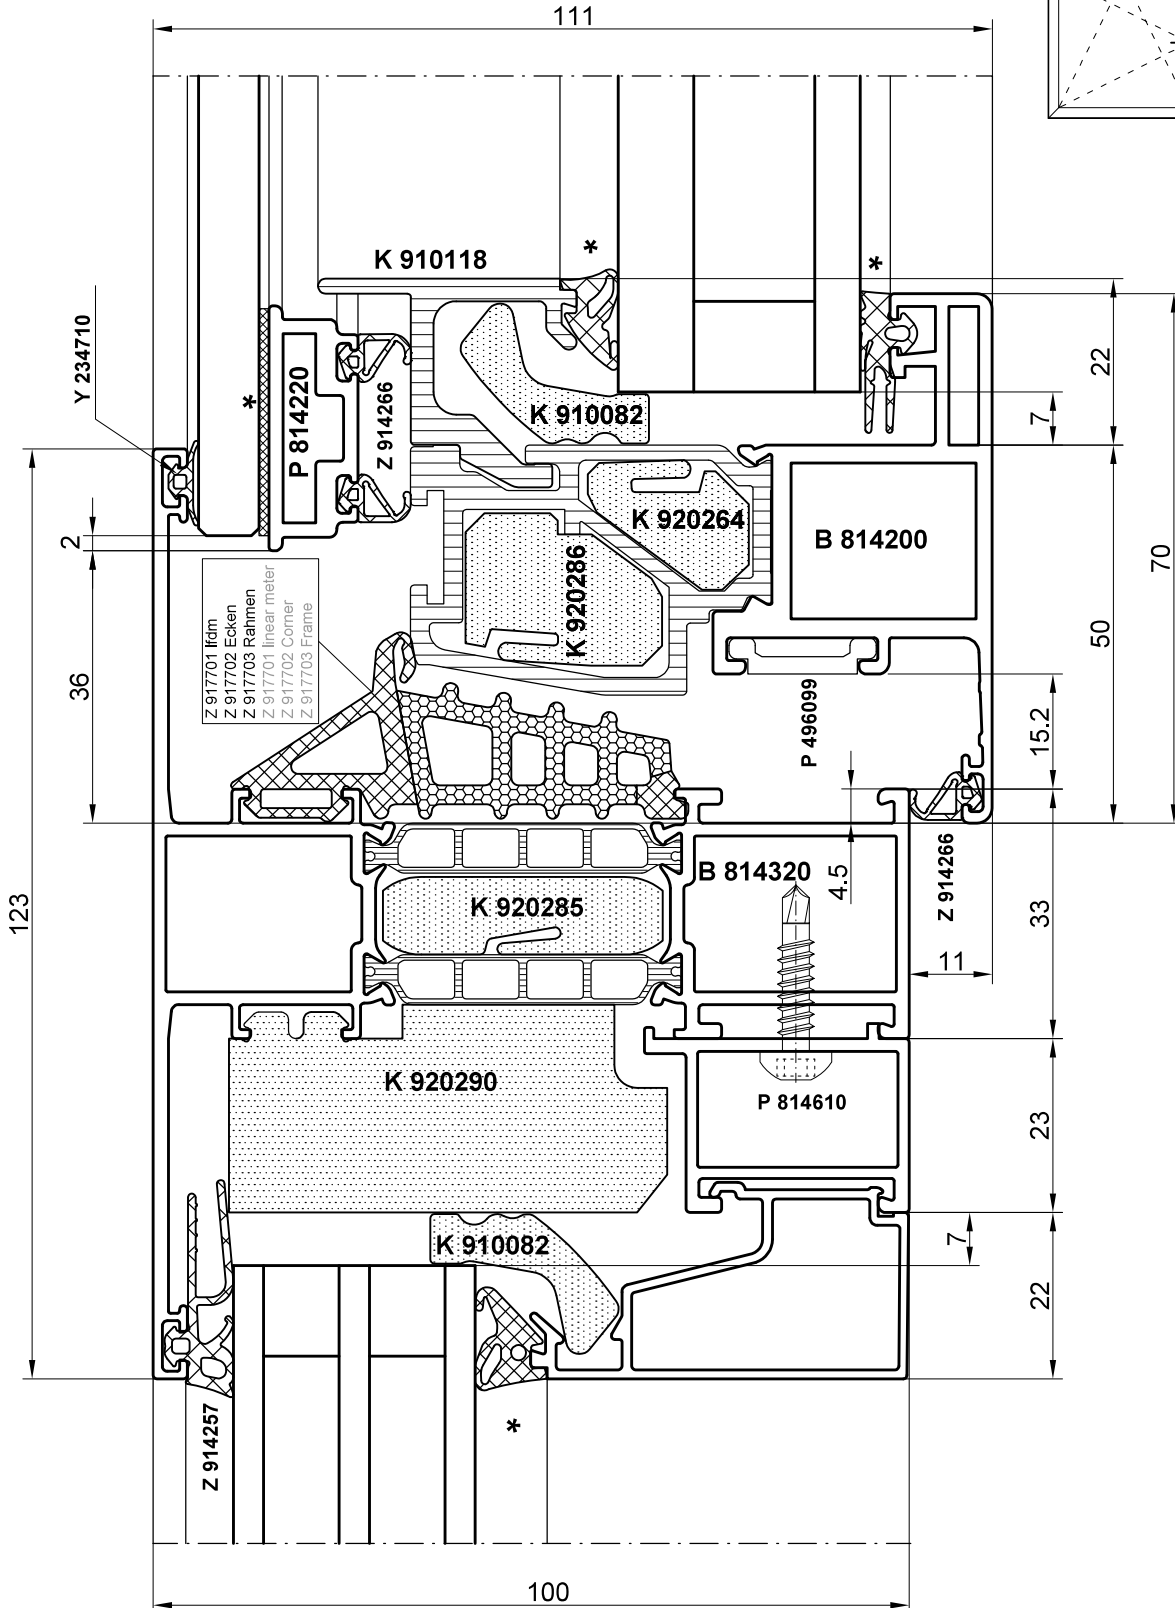 111
K 910118
*
*
Y 234710
*
P 814220
Z 914266
K 910082
22
7
K 920264
B 814200
K 920286
2
70
50
Z 917701 lfdm
Z 917702 Ecken
Z 917703 Rahmen
Z 917701 linear meter
Z 917702 Corner
Z 917703 Frame
36
P 496099
15.2
B 814320
4.5
Z 914266
K 920285
123
33
11
K 920290
P 814610
23
K 910082
7
22
Z 914257
*
100